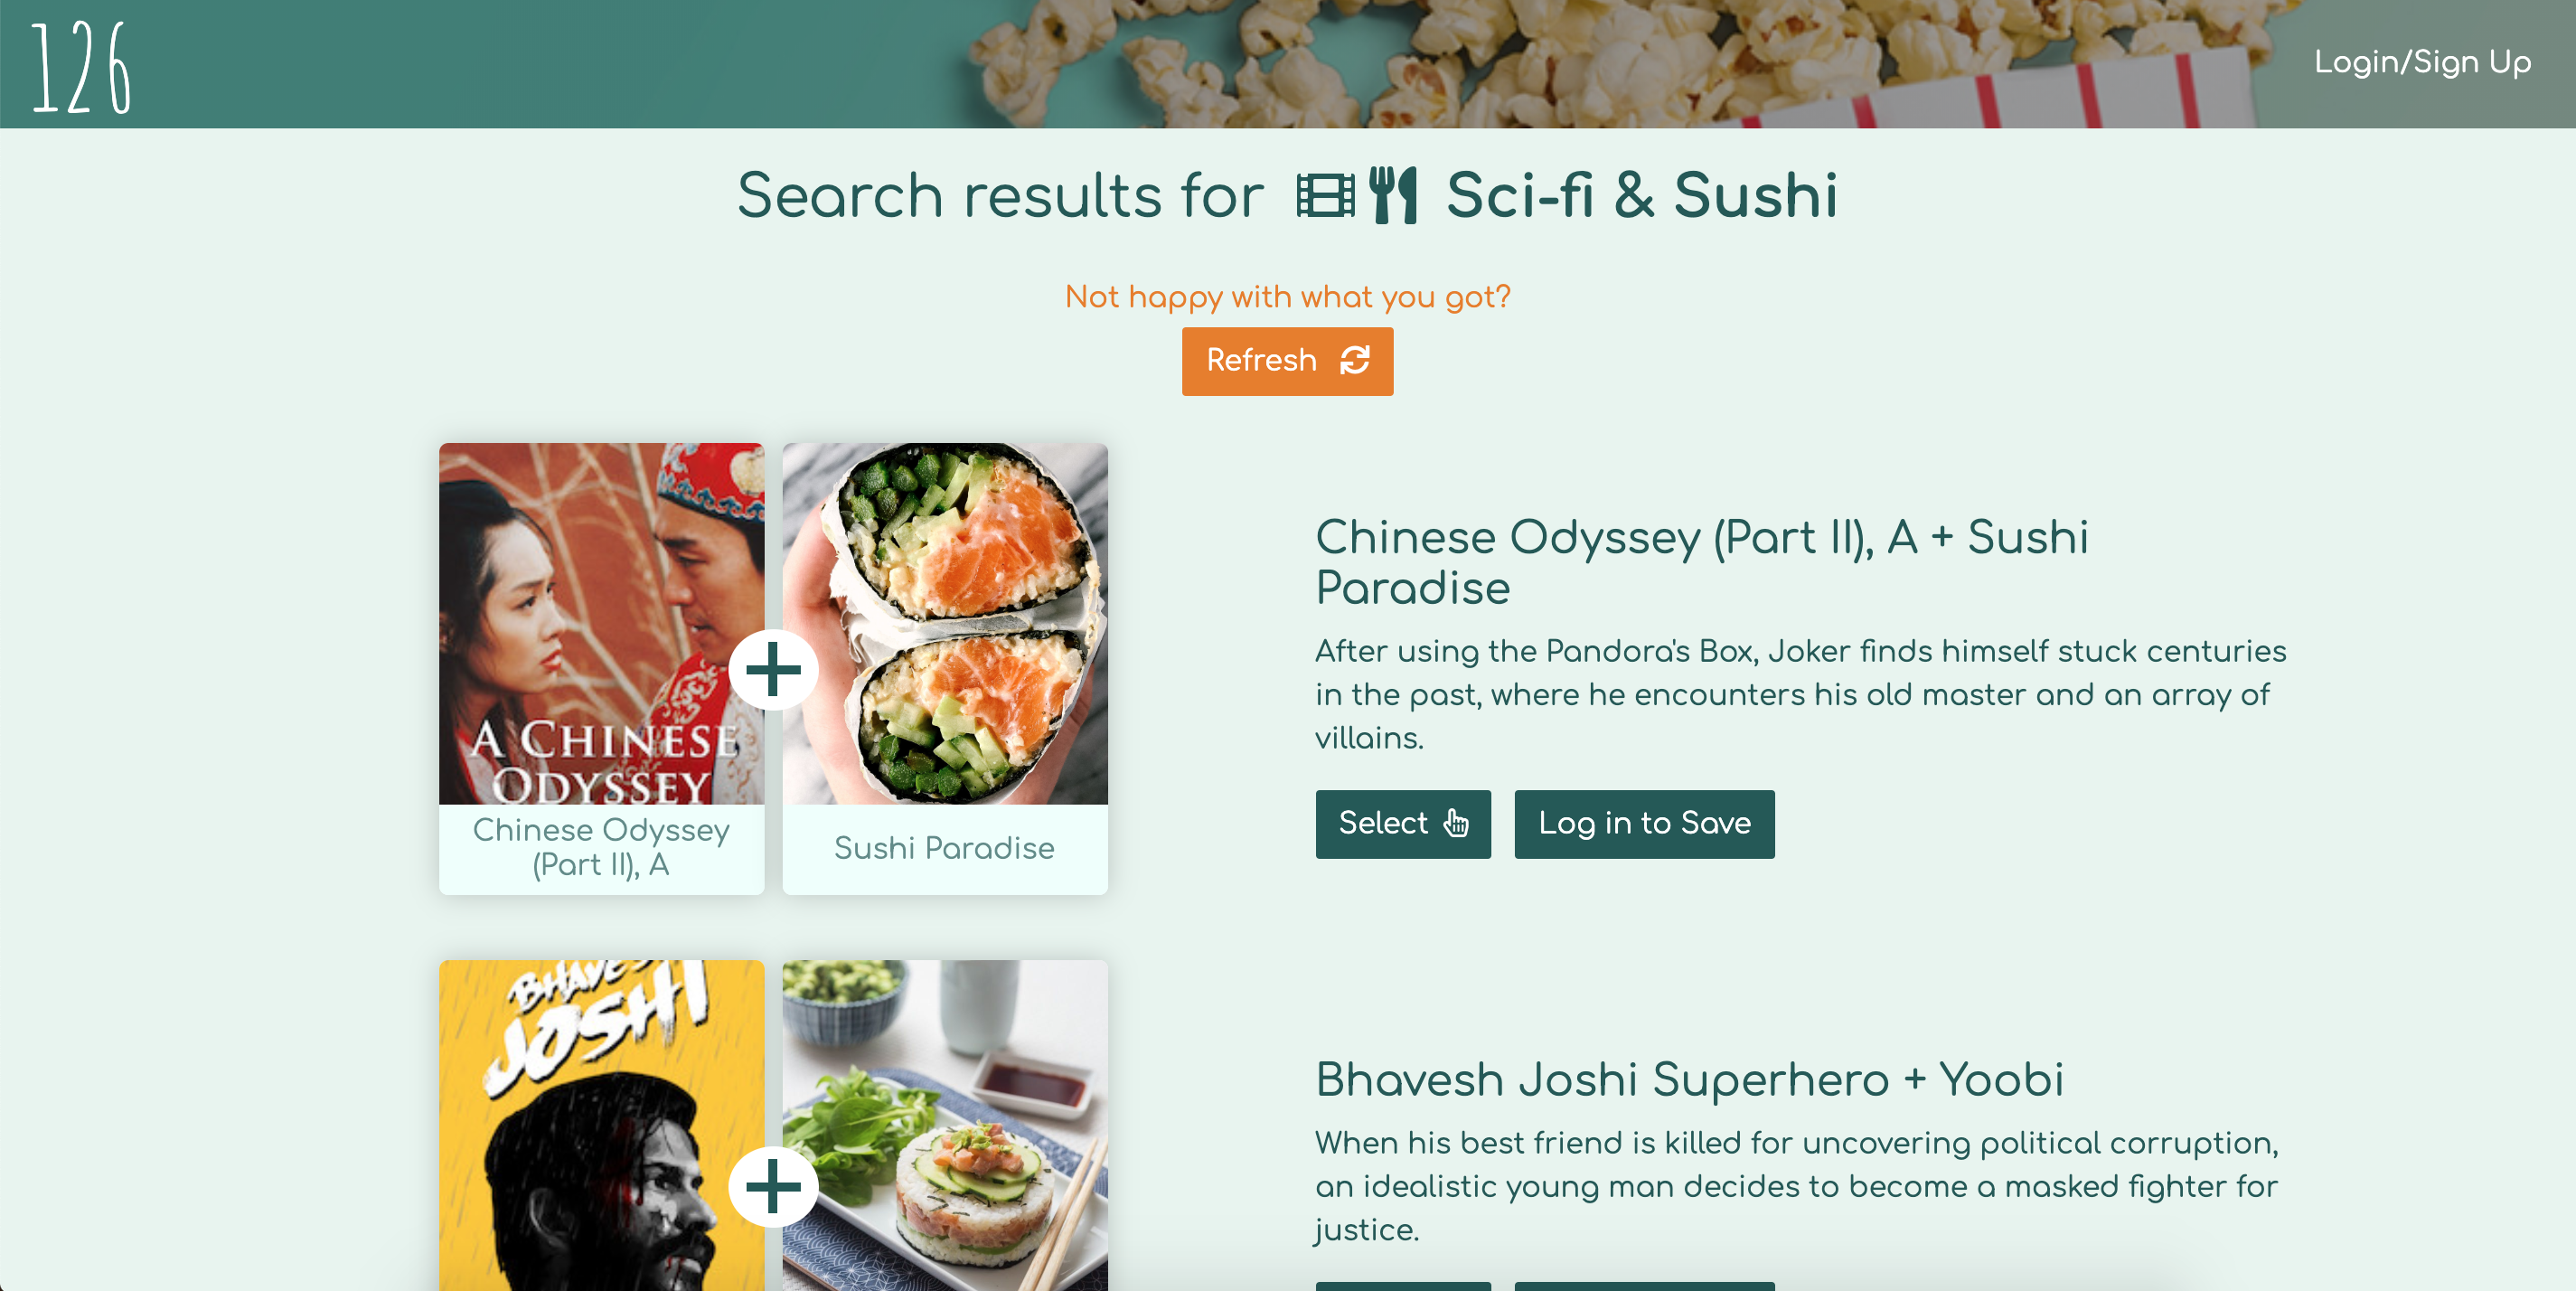 126
Login/Sign Up
Search results for Sci-fi & Sushi
Not happy with what you got?
Refresh
A CHINESE
ODYSSEY
Chinese Odyssey
(Part II), A
Sushi Paradise
Chinese Odyssey (Part II), A + Sushi
Paradise
After using the Pandora's Box, Joker finds himself stuck centuries
in the past, where he encounters his old master and an array of
villains.
Select
Log in to Save
BHAVESH
JOSHI
Bhavesh Joshi Superhero + Yoobi
When his best friend is killed for uncovering political corruption,
an idealistic young man decides to become a masked fighter for
justice.